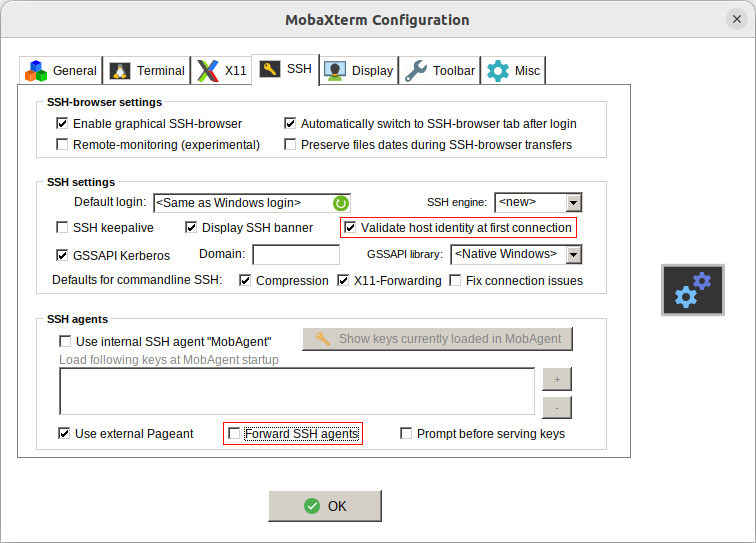 MobaXterm Configuration
General Terminal X11 SSH Display Toolbar Misc
SSH-browser settings
Enable graphical SSH-browser Automatically switch to SSH-browser tab after login
Remote-monitoring (experimental) Preserve files dates during SSH-browser transfers
SSH settings
Default login: <Same as Windows login> SSH engine: <new>
SSH keepalive Display SSH banner Validate host identity at first connection
GSSAPI Kerberos Domain: GSSAPI library: <Native Windows>
Defaults for commandline SSH: Compression X11-Forwarding Fix connection issues
SSH agents
Use internal SSH agent "MobAgent" Show keys currently loaded in MobAgent
Load following keys at MobAgent startup
+
-
Use external Pageant Forward SSH agents Prompt before serving keys
OK